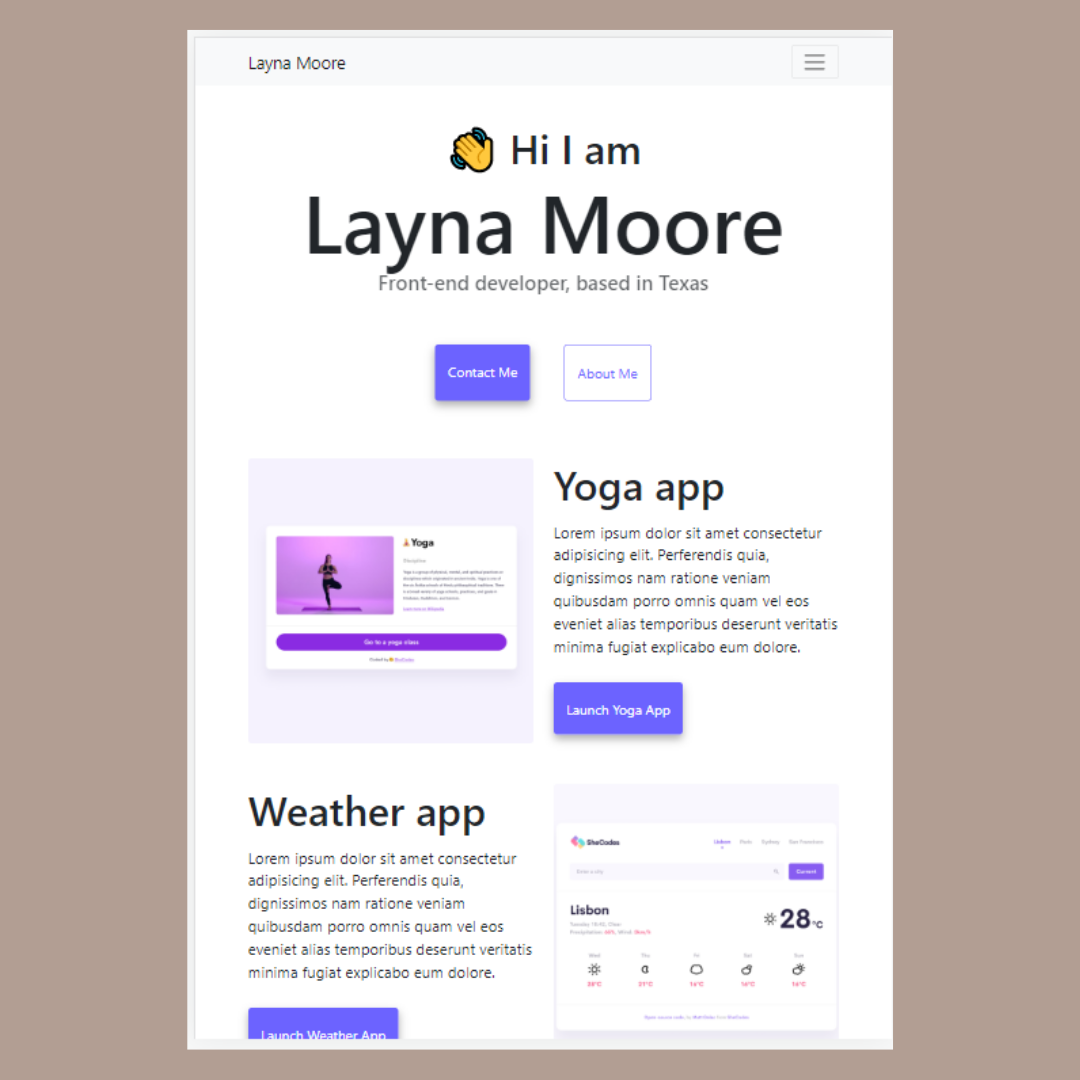 Layna Moore
Hi I am
Layna Moore
Front-end developer, based in Texas
Contact Me
About Me
Yoga
Go to a yoga class
Yoga app
Lorem ipsum dolor sit amet consectetur
adipisicing elit. Perferendis quia,
dignissimos nam ratione veniam
quibusdam porro omnis quam vel eos
eveniet alias temporibus deserunt veritatis
minima fugiat explicabo eum dolore.
Launch Yoga App
Weather app
Lorem ipsum dolor sit amet consectetur
adipisicing elit. Perferendis quia,
dignissimos nam ratione veniam
quibusdam porro omnis quam vel eos
eveniet alias temporibus deserunt veritatis
minima fugiat explicabo eum dolore.
Launch Weather App
SheCodes
Lisbon Paris Sydney San Francisco
Enter a city
Current
Lisbon
28 °C
Wed Thu Fri Sat Sun